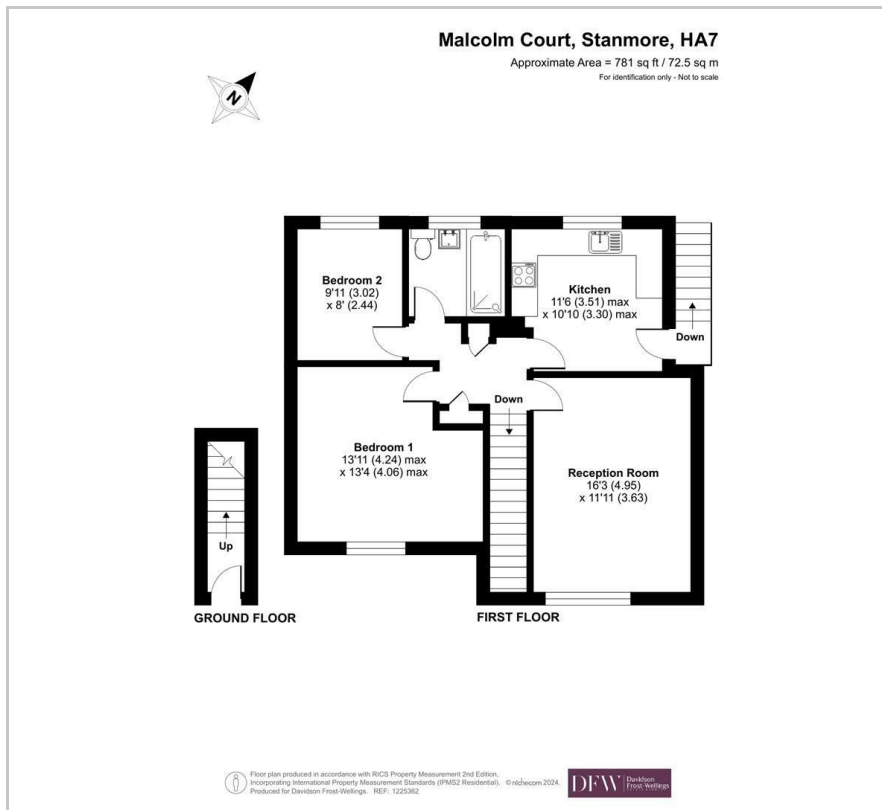 Malcolm Court, Stanmore, HA7
Approximate Area = 781 sq ft / 72.5 sq m
For identification only - Not to scale
N
Bedroom 2
9'11 (3.02)
x 8' (2.44)
Kitchen
11'6 (3.51) max
x 10'10 (3.30) max
Down
Down
Bedroom 1
13'11 (4.24) max
x 13'4 (4.06) max
Reception Room
16'3 (4.95)
x 11'11 (3.63)
Up
GROUND FLOOR
FIRST FLOOR
Floor plan produced in accordance with RICS Property Measurement 2nd Edition,
Incorporating International Property Measurement Standards (IPMS2 Residential). © nichecom 2024.
Produced for Davidson Frost-Wellings. REF: 1225362
DFW
Davidson
Frost-Wellings